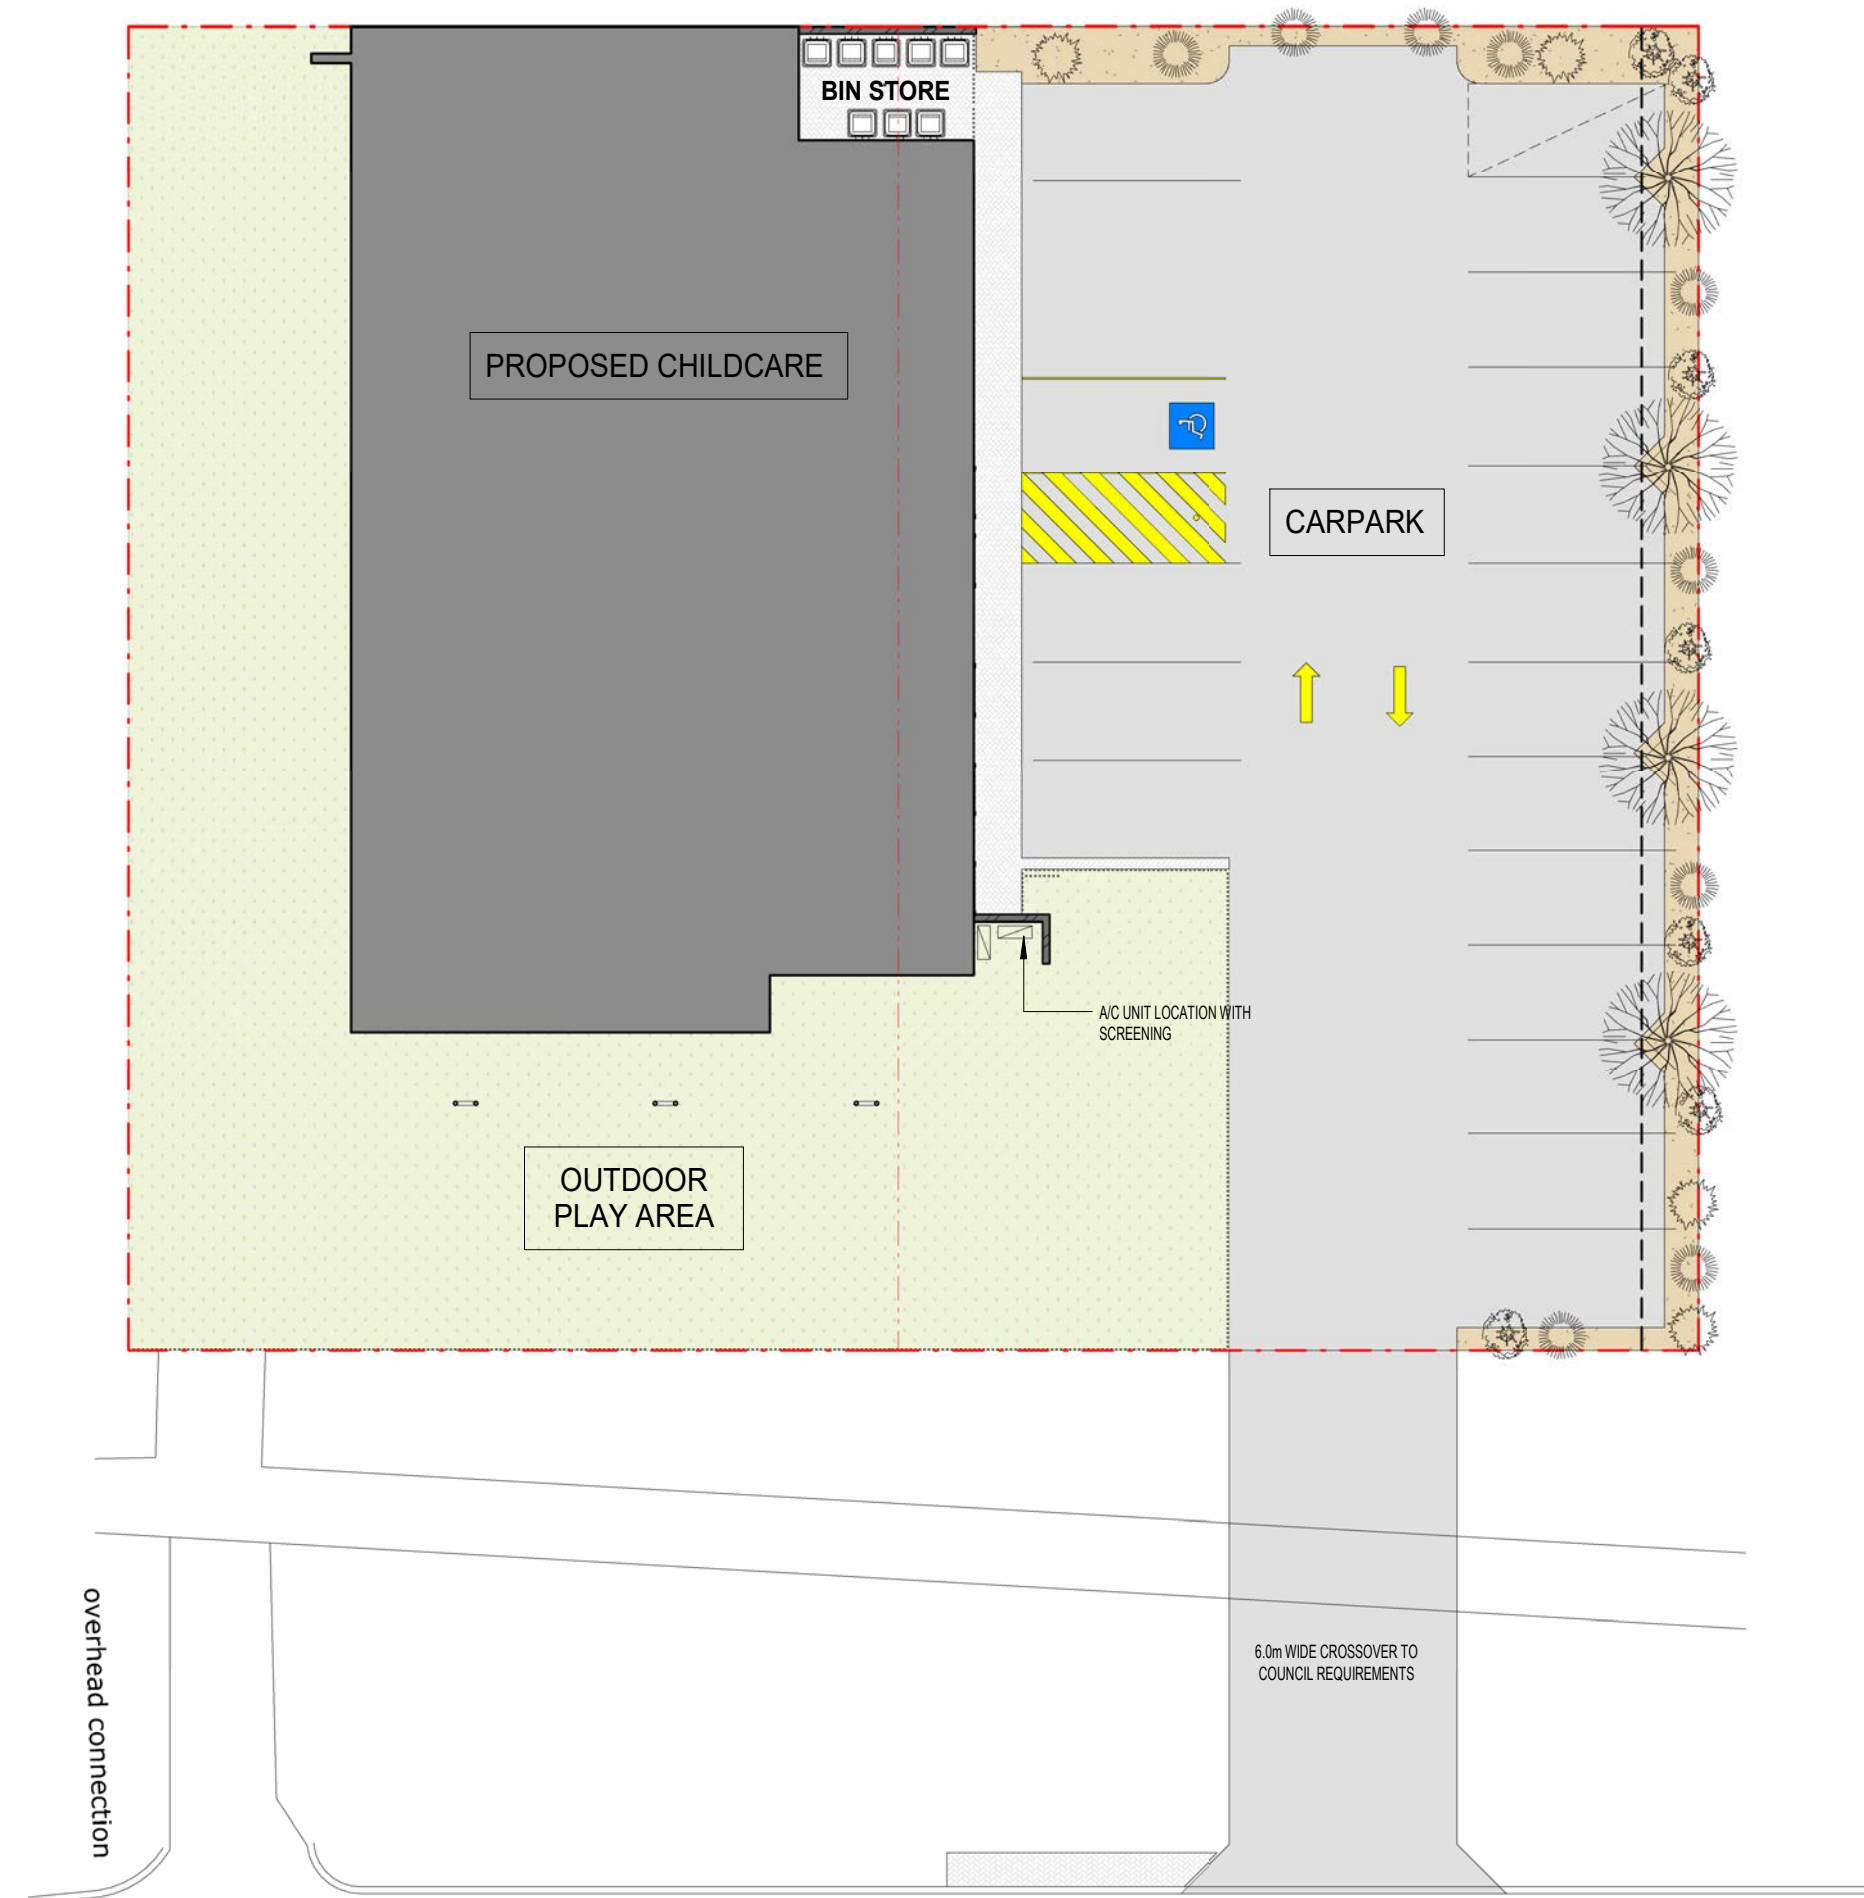 BIN STORE
PROPOSED CHILDCARE
CARPARK
A/C UNIT LOCATION WITH
SCREENING
OUTDOOR
PLAY AREA
6.0m WIDE CROSSOVER TO
COUNCIL REQUIREMENTS
overhead connection